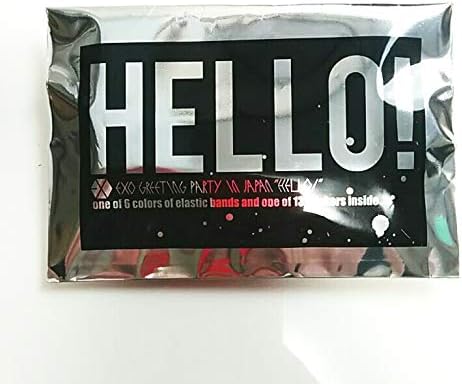 HELLO!
EXO GREETING PARTY IN JAPAN "HELLO!"
one of 6 colors of elastic bands and one of inside.